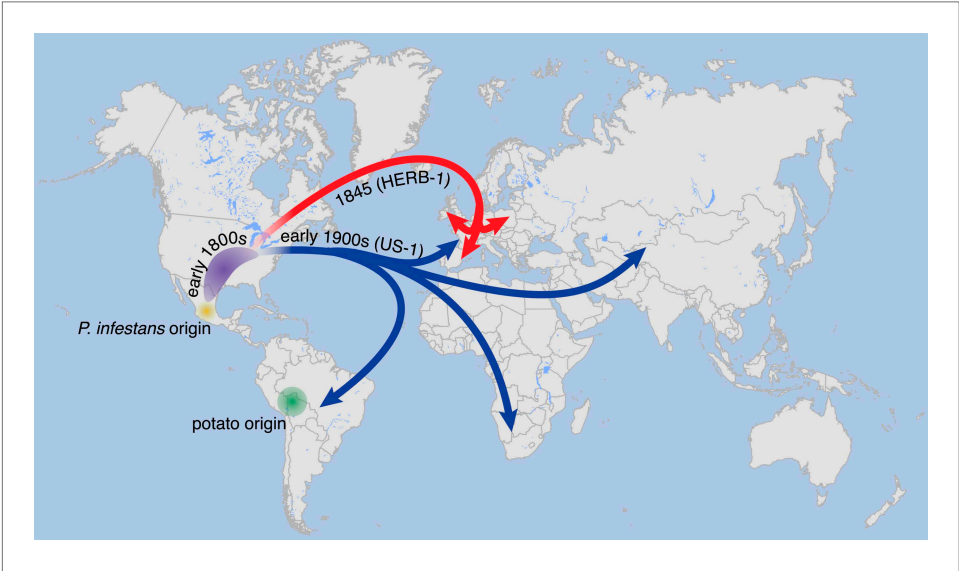 1845 (HERB-1)
early 1800s
early 1900s (US-1)
P. infestans origin
potato origin